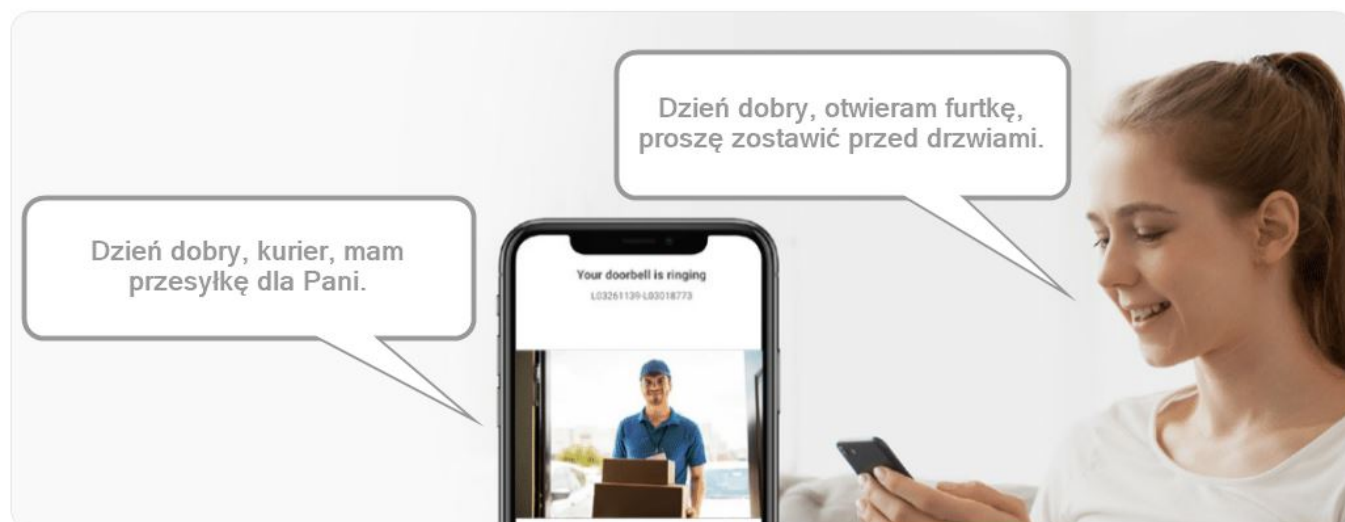 Dzień dobry, otwieram furtkę,
proszę zostawić przed drzwiami.
Dzień dobry, kurier, mam
przesyłkę dla Pani.
Your doorbell is ringing
L03261139-L03018773